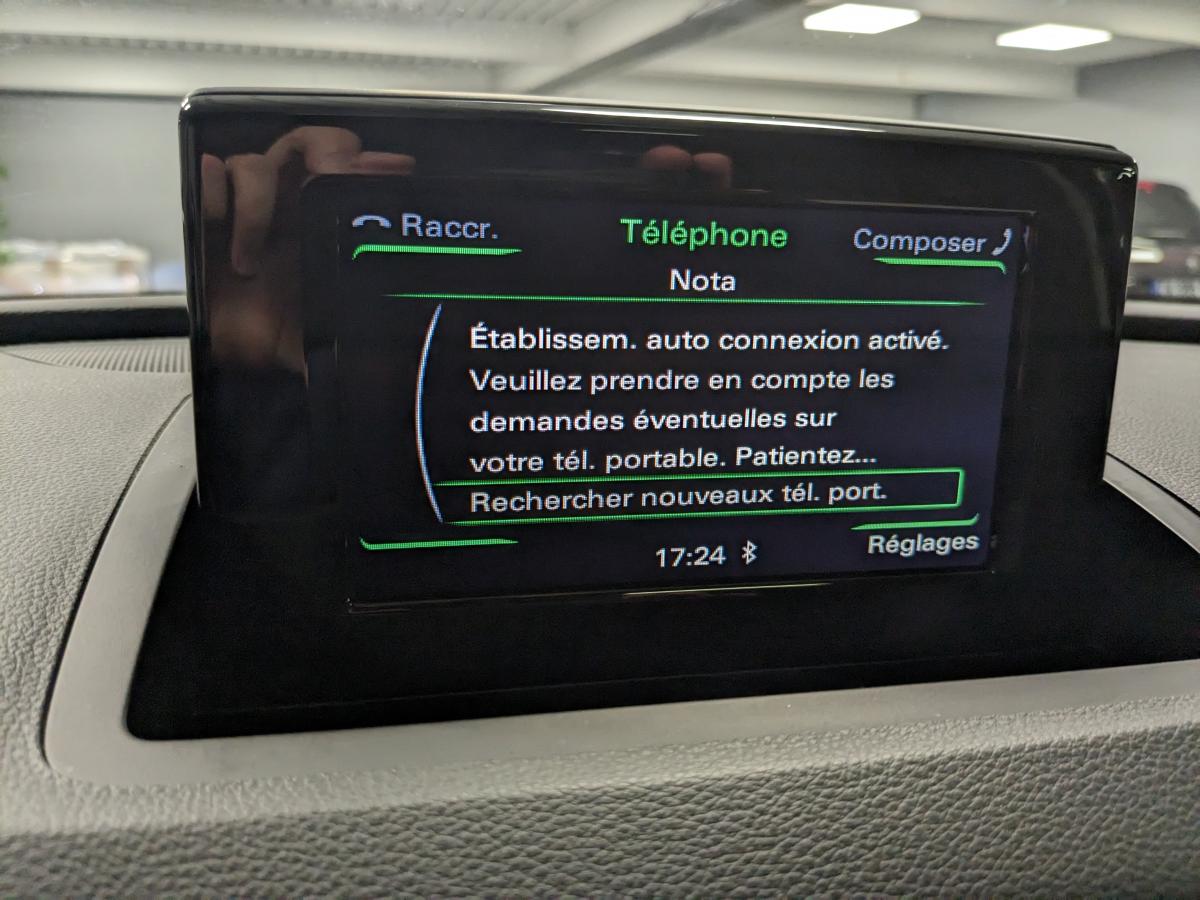 Raccr.
Téléphone
Composer
Nota
Établissem. auto connexion activé.
Veuillez prendre en compte les
demandes éventuelles sur
votre tél. portable. Patientez...
Rechercher nouveaux tél. port.
17:24
Réglages